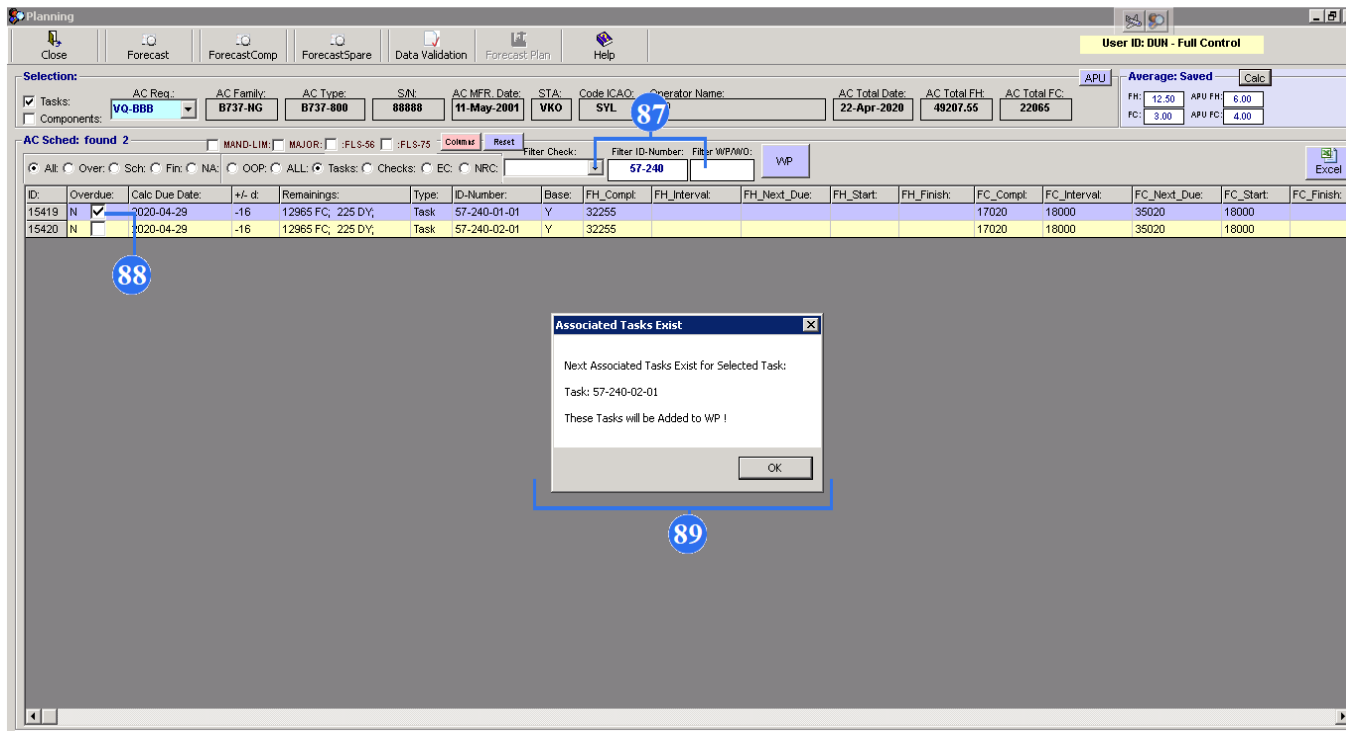 Planning
Close Forecast ForecastComp ForecastSpare Data Validation Forecast Plan Help
User ID: DUN - Full Control
Selection:
APU
Average: Saved Calc
AC Reg.: AC Family: AC Type: S/N: AC MFR. Date: STA: Code ICAO: Operator Name: AC Total Date: AC Total FH: AC Total FC:
Tasks: VQ-BBB B737-NG B737-800 88888 11-May-2001 VKO SYL 22-Apr-2020 49207.55 22065
Components:
FH: 12.50 APU FH: 6.00
FC: 3.00 APU FC: 4.00
87
AC Sched: found 2 MAND-LIM: MAJOR: :FLS-56 :FLS-75 Columns Reset
Filter Check: Filter ID-Number: Filter WP/WO:
All: Over: Sch: Fin: NA: OOP: ALL: Tasks: Checks: EC: NRC: 57-240 WP Excel
ID: Overdue: Calc Due Date: +/- d: Remainings: Type: ID-Number: Base: FH_Compl: FH_Interval: FH_Next_Due: FH_Start: FH_Finish: FC_Compl: FC_Interval: FC_Next_Due: FC_Start: FC_Finish:
15419 N 2020-04-29 -16 12965 FC; 225 DY; Task 57-240-01-01 Y 32255 17020 18000 35020 18000
15420 N 2020-04-29 -16 12965 FC; 225 DY; Task 57-240-02-01 Y 32255 17020 18000 35020 18000
88
Associated Tasks Exist
Next Associated Tasks Exist for Selected Task:
Task: 57-240-02-01
These Tasks will be Added to WP !
OK
89